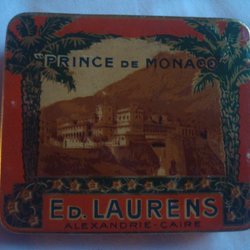 PRINCE DE MONACO
ED. LAURENS
ALEXANDRIE-CAIRE